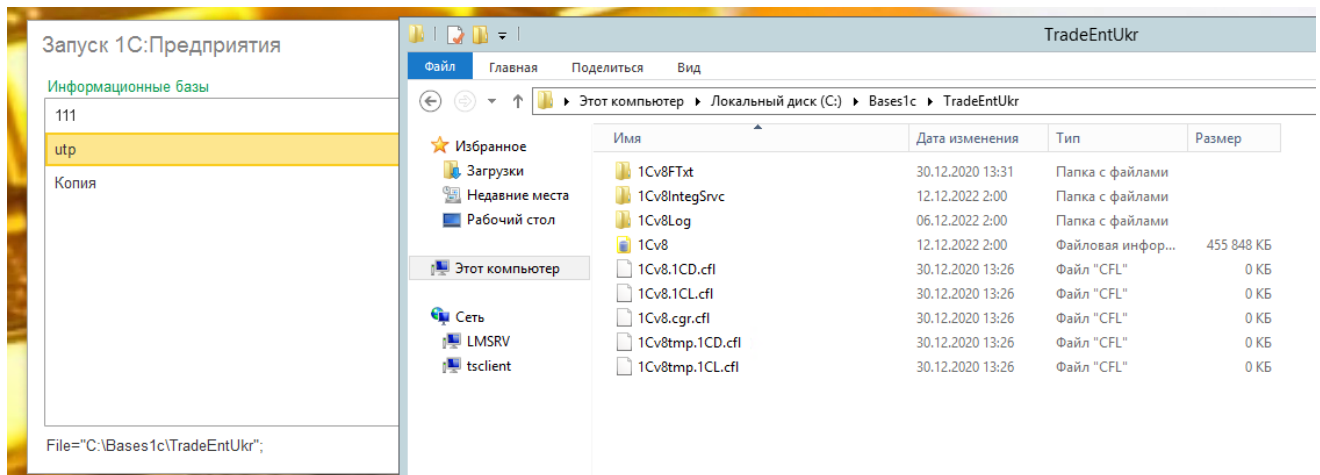 Запуск 1С:Предприятия
Информационные базы
111
utp
Копия
File="C:\Bases1c\TradeEntUkr";
TradeEntUkr
Файл Главная Поделиться Вид
Этот компьютер Локальный диск (C:) Bases1c TradeEntUkr
Избранное
Загрузки
Недавние места
Рабочий стол
Этот компьютер
Сеть
LMSRV
tsclient
Имя Дата изменения Тип Размер
1Cv8FTxt 30.12.2020 13:31 Папка с файлами
1Cv8IntegSrvc 12.12.2022 2:00 Папка с файлами
1Cv8Log 06.12.2022 2:00 Папка с файлами
1Cv8 12.12.2022 2:00 Файловая инфор... 455 848 КБ
1Cv8.1CD.cfl 30.12.2020 13:26 Файл "CFL" 0 КБ
1Cv8.1CL.cfl 30.12.2020 13:26 Файл "CFL" 0 КБ
1Cv8.cgr.cfl 30.12.2020 13:26 Файл "CFL" 0 КБ
1Cv8tmp.1CD.cfl 30.12.2020 13:26 Файл "CFL" 0 КБ
1Cv8tmp.1CL.cfl 30.12.2020 13:26 Файл "CFL" 0 КБ